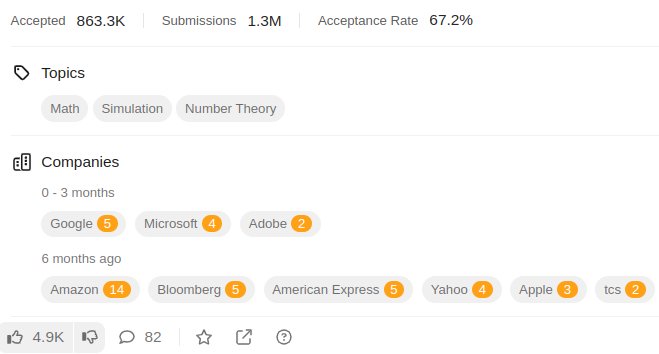 Accepted 863.3K Submissions 1.3M Acceptance Rate 67.2%
Topics
Math Simulation Number Theory
Companies
0 - 3 months
Google 5 Microsoft 4 Adobe 2
6 months ago
Amazon 14 Bloomberg 5 American Express 5 Yahoo 4 Apple 3 tcs 2
4.9K 82